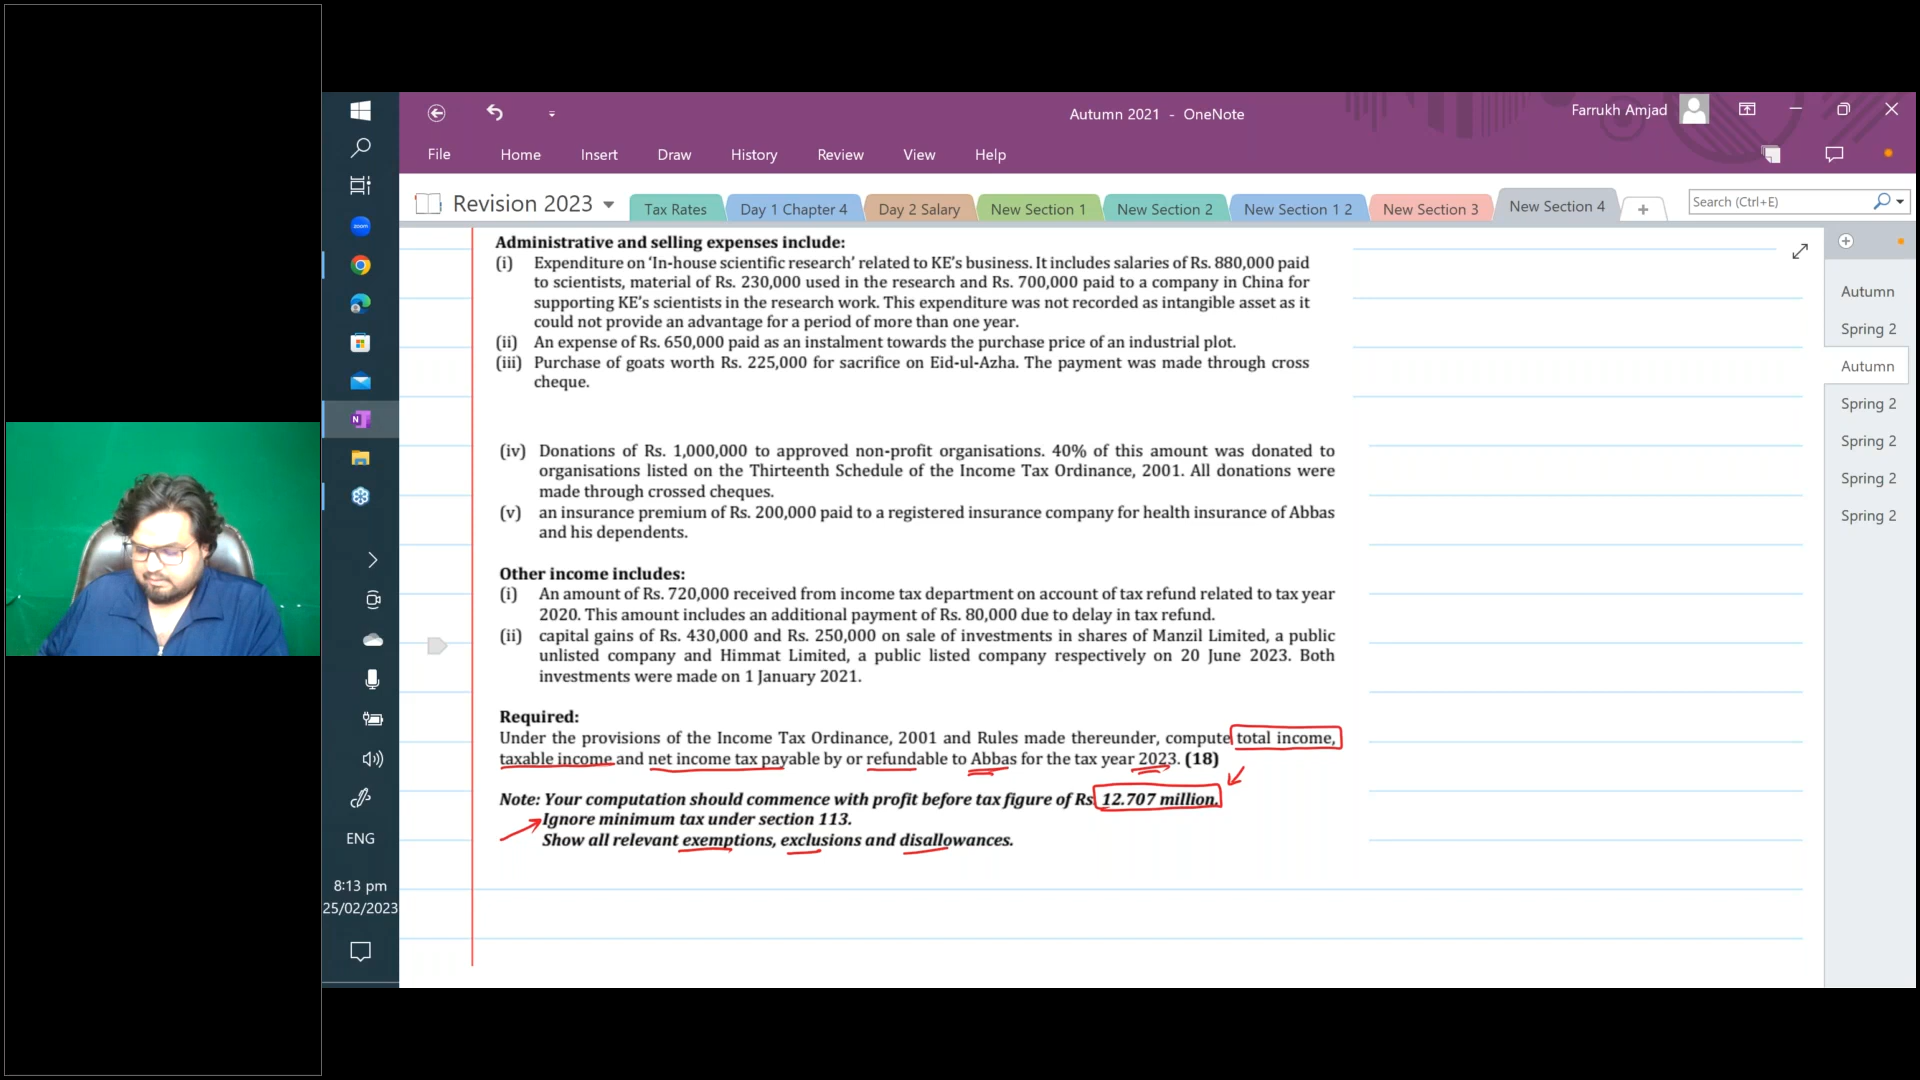 Autumn 2021 - OneNote
Farrukh Amjad
File Home Insert Draw History Review View Help
Revision 2023
Tax Rates Day 1 Chapter 4 Day 2 Salary New Section 1 New Section 2 New Section 1 2 New Section 3 New Section 4
Search (Ctrl+E)
Administrative and selling expenses include:
(i) Expenditure on ‘In-house scientific research’ related to KE’s business. It includes salaries of Rs. 880,000 paid
to scientists, material of Rs. 230,000 used in the research and Rs. 700,000 paid to a company in China for
supporting KE’s scientists in the research work. This expenditure was not recorded as intangible asset as it
could not provide an advantage for a period of more than one year.
(ii) An expense of Rs. 650,000 paid as an instalment towards the purchase price of an industrial plot.
(iii) Purchase of goats worth Rs. 225,000 for sacrifice on Eid-ul-Azha. The payment was made through cross
cheque.
(iv) Donations of Rs. 1,000,000 to approved non-profit organisations. 40% of this amount was donated to
organisations listed on the Thirteenth Schedule of the Income Tax Ordinance, 2001. All donations were
made through crossed cheques.
(v) an insurance premium of Rs. 200,000 paid to a registered insurance company for health insurance of Abbas
and his dependents.
Other income includes:
(i) An amount of Rs. 720,000 received from income tax department on account of tax refund related to tax year
2020. This amount includes an additional payment of Rs. 80,000 due to delay in tax refund.
(ii) capital gains of Rs. 430,000 and Rs. 250,000 on sale of investments in shares of Manzil Limited, a public
unlisted company and Himmat Limited, a public listed company respectively on 20 June 2023. Both
investments were made on 1 January 2021.
Required:
Under the provisions of the Income Tax Ordinance, 2001 and Rules made thereunder, compute total income,
taxable income and net income tax payable by or refundable to Abbas for the tax year 2023. (18)
Note: Your computation should commence with profit before tax figure of Rs. 12.707 million.
Ignore minimum tax under section 113.
Show all relevant exemptions, exclusions and disallowances.
Autumn
Spring 2
Autumn
Spring 2
Spring 2
Spring 2
Spring 2
zoom
N
ENG
8:13 pm
25/02/2023